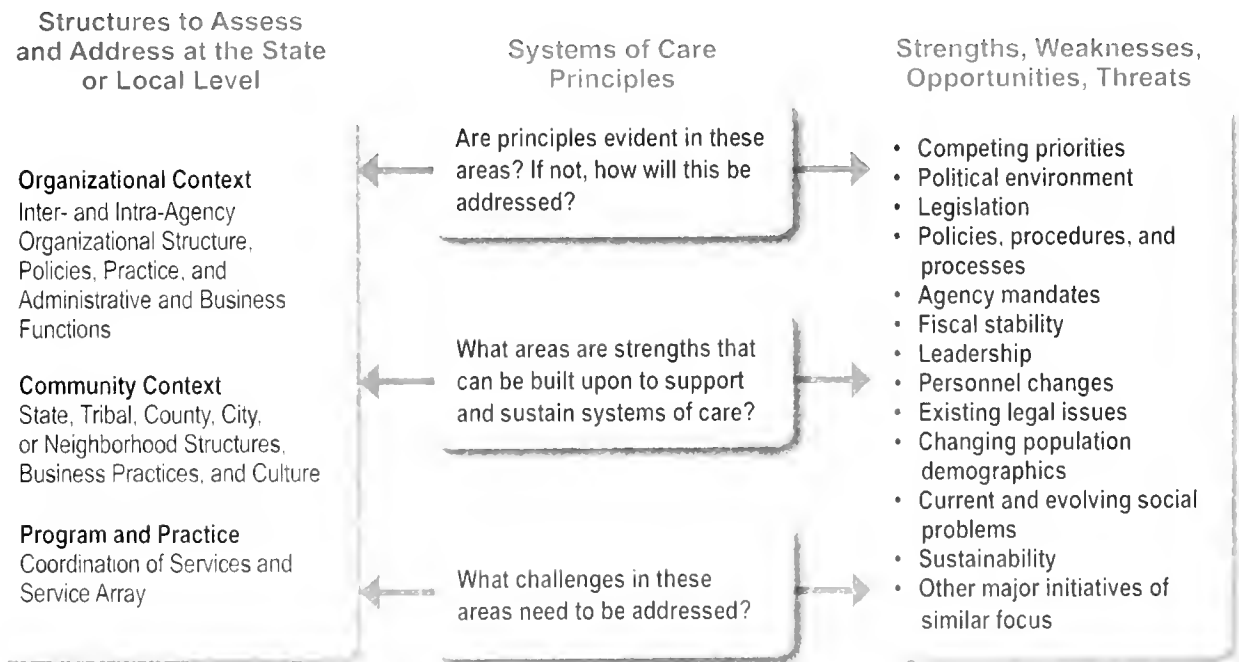 Structures to Assess
and Address at the State
or Local Level
Organizational Context
Inter- and Intra-Agency
Organizational Structure,
Policies, Practice, and
Administrative and Business
Functions
Community Context
State, Tribal, County, City,
or Neighborhood Structures,
Business Practices, and Culture
Program and Practice
Coordination of Services and
Service Array
Systems of Care
Principles
Are principles evident in these
areas? If not, how will this be
addressed?
What areas are strengths that
can be built upon to support
and sustain systems of care?
What challenges in these
areas need to be addressed?
Strengths, Weaknesses,
Opportunities, Threats
• Competing priorities
• Political environment
• Legislation
• Policies, procedures, and
processes
• Agency mandates
• Fiscal stability
• Leadership
• Personnel changes
• Existing legal issues
• Changing population
demographics
• Current and evolving social
problems
• Sustainability
• Other major initiatives of
similar focus